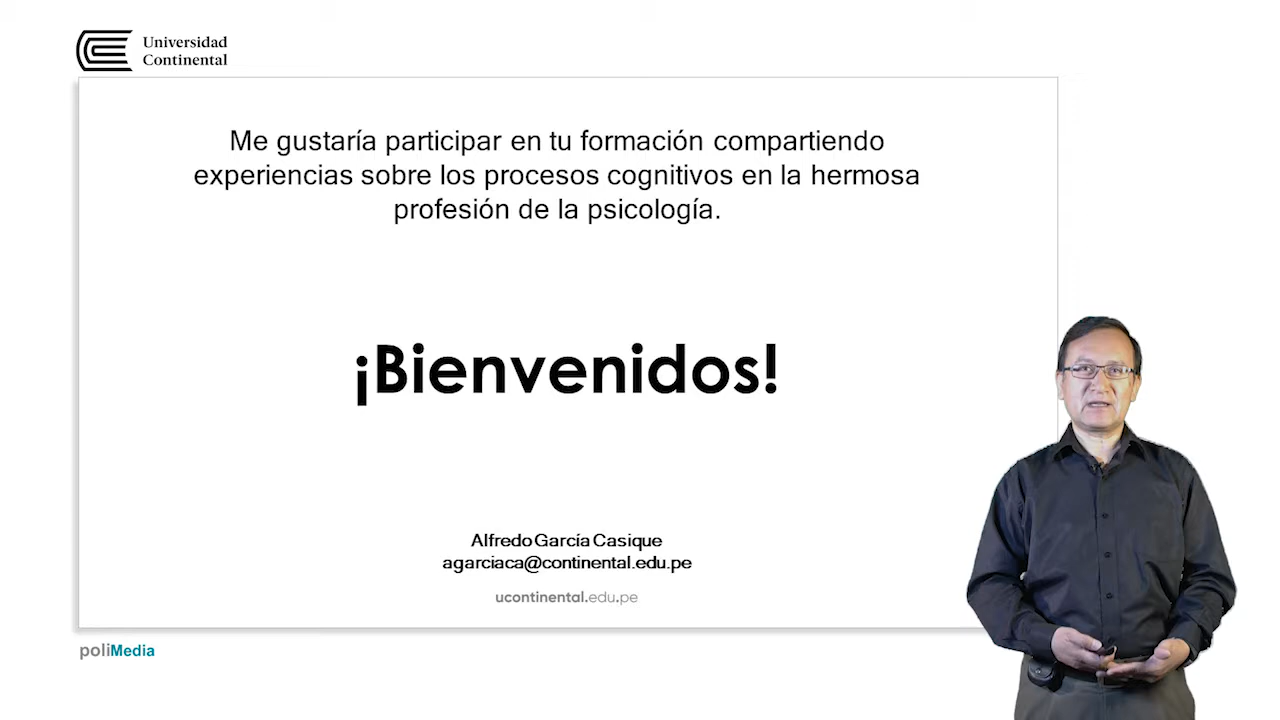 Universidad
Continental
Me gustaría participar en tu formación compartiendo
experiencias sobre los procesos cognitivos en la hermosa
profesión de la psicología.
¡Bienvenidos!
Alfredo García Casique
agarciaca@continental.edu.pe
ucontinental.edu.pe
poliMedia